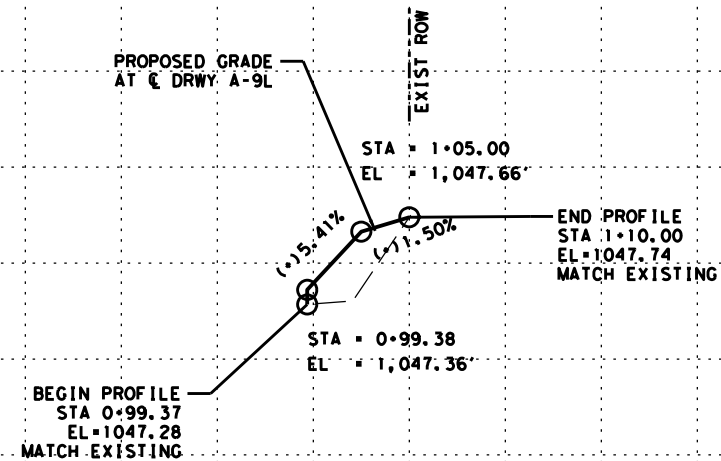 PROPOSED GRADE
AT ℄ DRWY A-9L
EXIST ROW
STA = 1+05.00
EL = 1,047.66'
(+)5.41%
(+)1.50%
END PROFILE
STA 1+10.00
EL=1047.74
MATCH EXISTING
STA = 0+99.38
EL = 1,047.36'
BEGIN PROFILE
STA 0+99.37
EL=1047.28
MATCH EXISTING